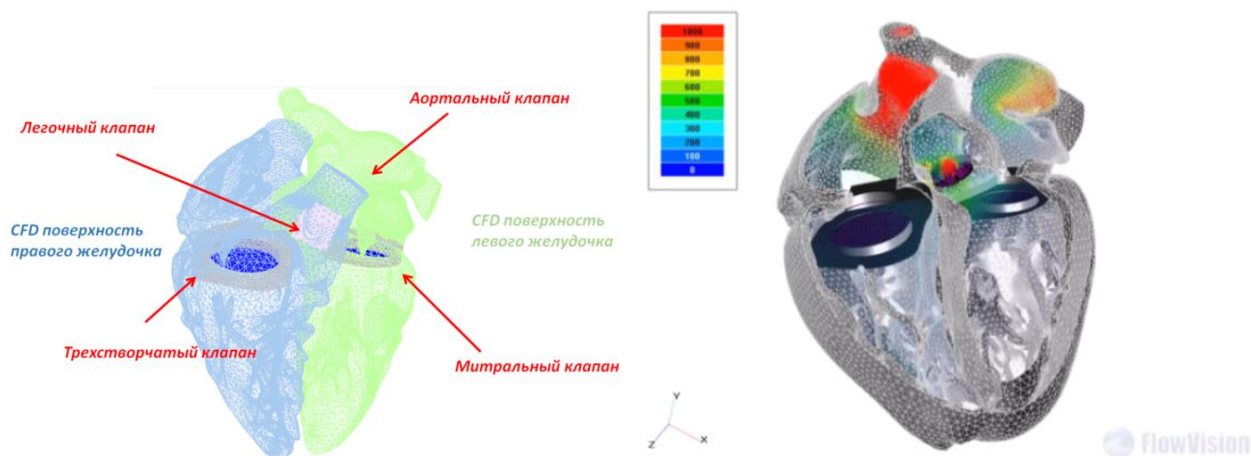 Аортальный клапан
Легочный клапан
CFD поверхность
правого желудочка
CFD поверхность
левого желудочка
Трехстворчатый клапан
Митральный клапан
1000
900
800
700
600
500
400
300
200
100
0
Y
Z
X
FlowVision